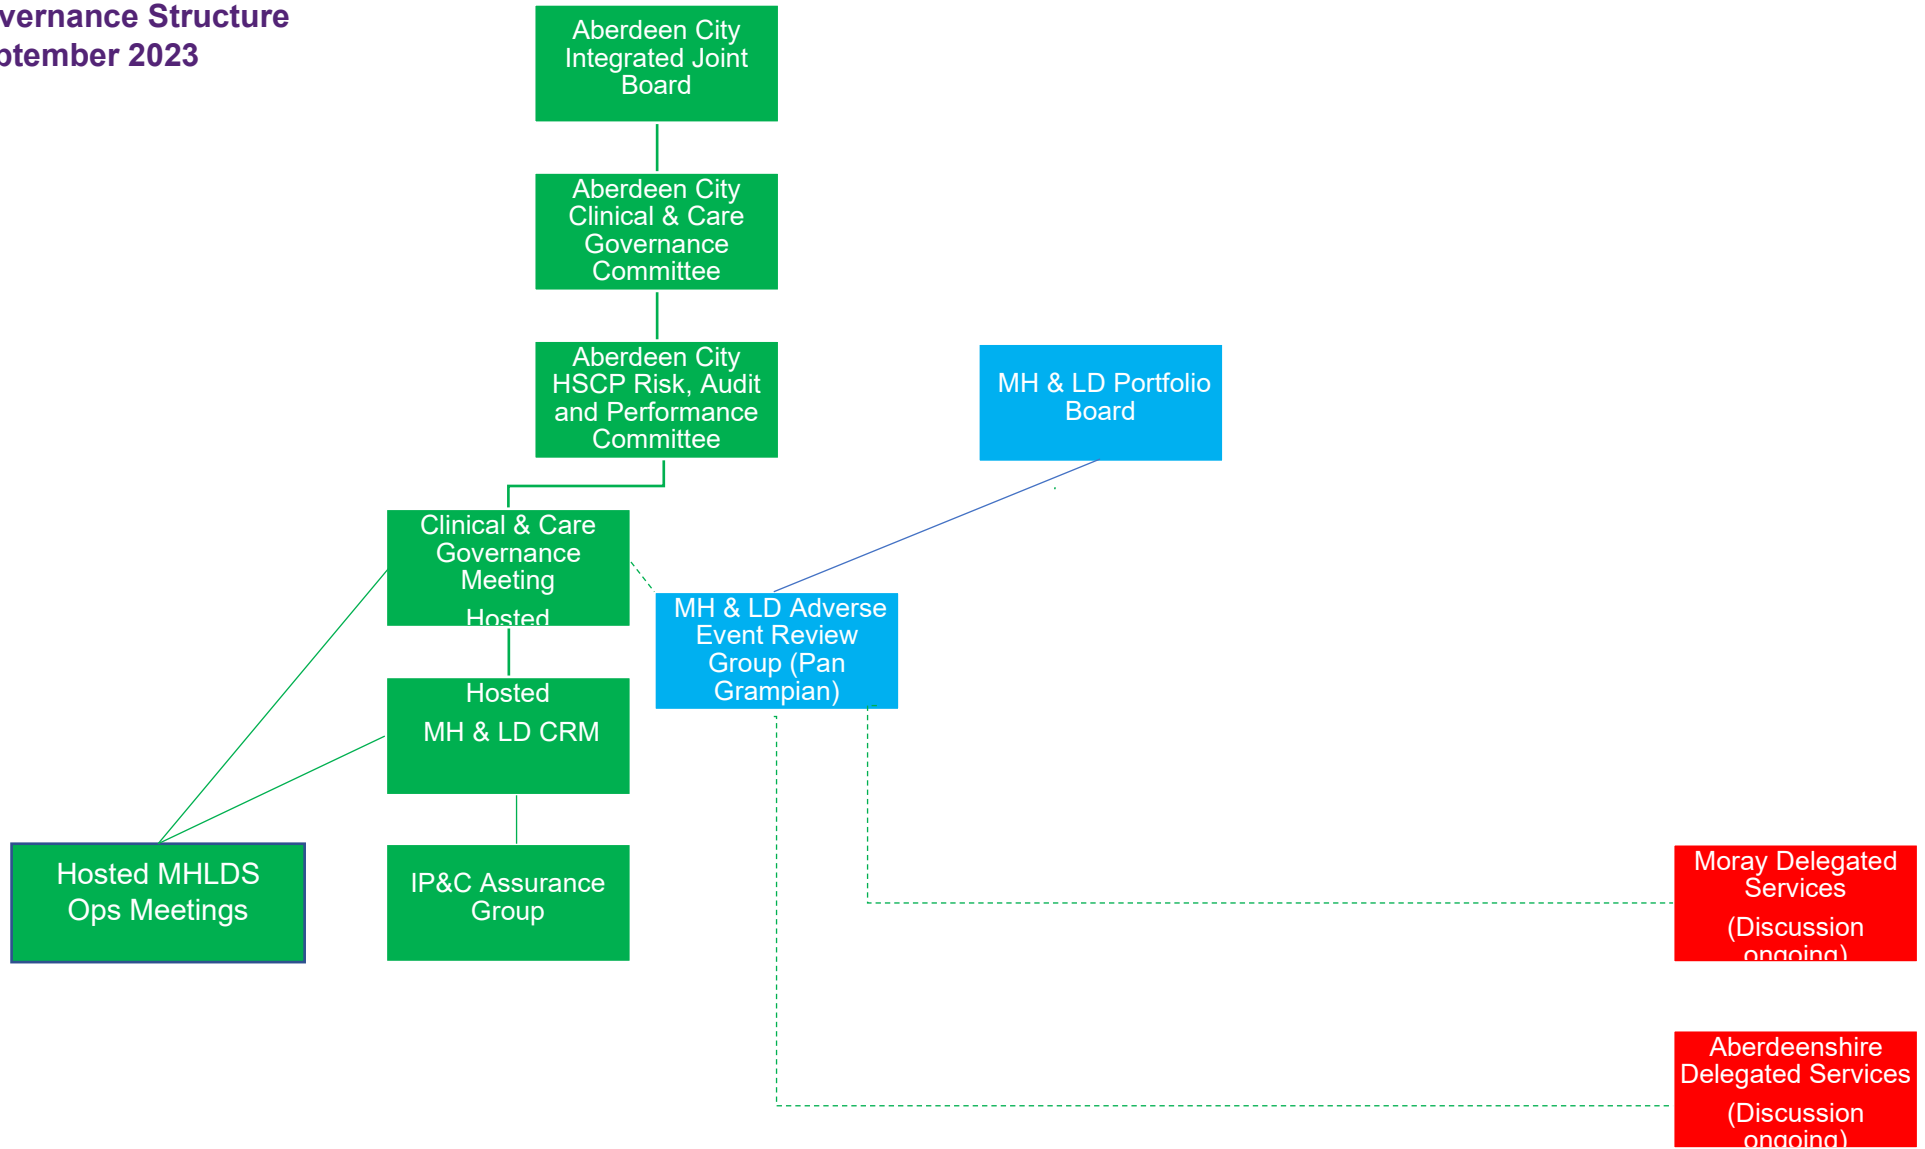 vernance Structure
ptember 2023
Aberdeen City
Integrated Joint
Board
Aberdeen City
Clinical & Care
Governance
Committee
Aberdeen City
HSCP Risk, Audit
and Performance
Committee
MH & LD Portfolio
Board
Clinical & Care
Governance
Meeting
Hosted
MH & LD Adverse
Event Review
Group (Pan
Grampian)
Hosted
MH & LD CRM
Hosted MHLDS
Ops Meetings
IP&C Assurance
Group
Moray Delegated
Services
(Discussion
ongoing)
Aberdeenshire
Delegated Services
(Discussion
ongoing)